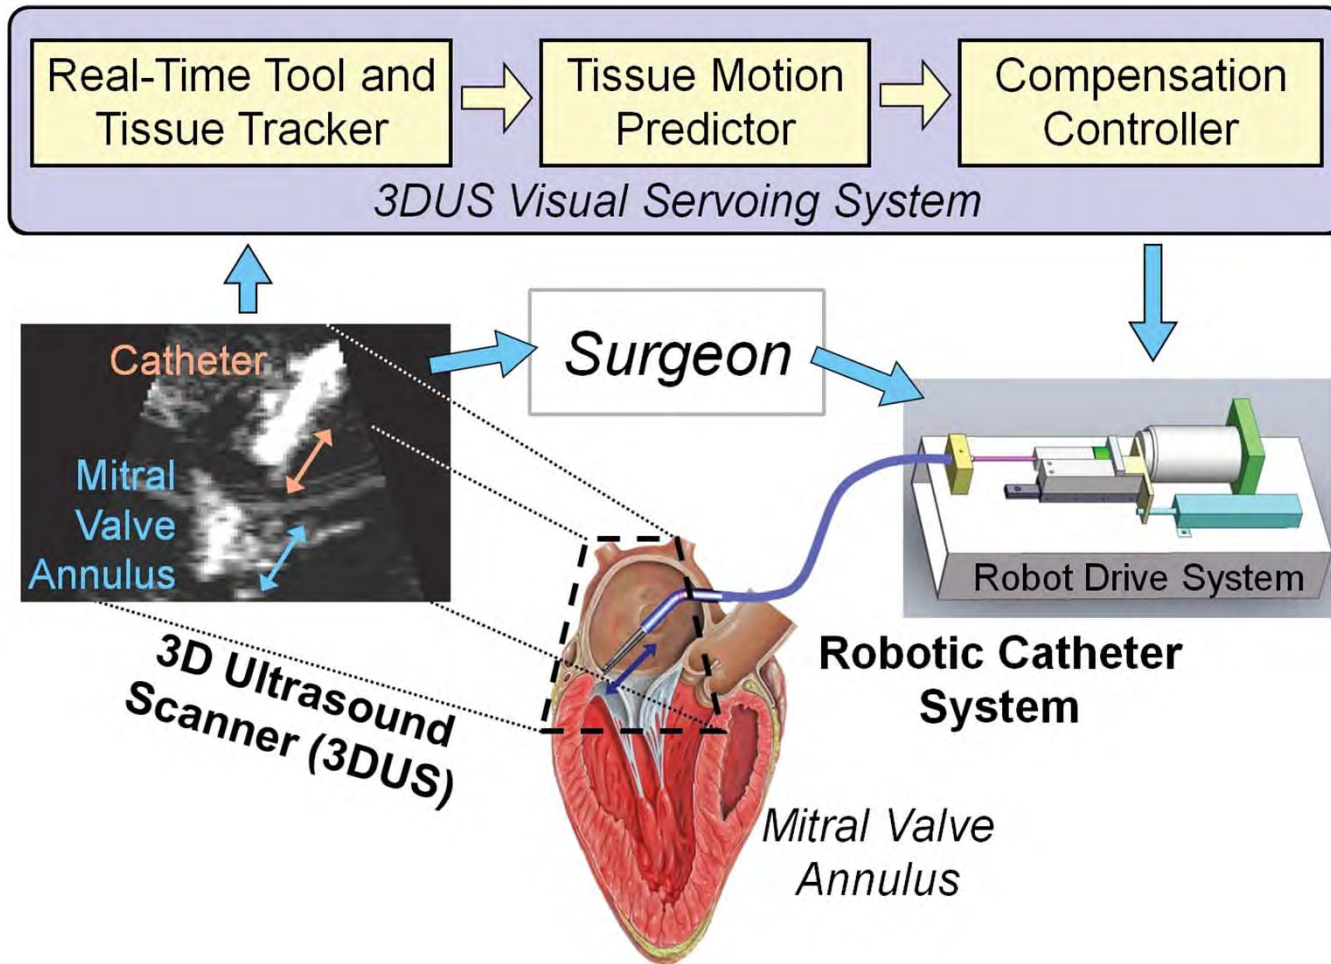 Real-Time Tool and
Tissue Tracker
Tissue Motion
Predictor
Compensation
Controller
3DUS Visual Servoing System
Catheter
Mitral
Valve
Annulus
Surgeon
Robot Drive System
3D Ultrasound
Scanner (3DUS)
Robotic Catheter
System
Mitral Valve
Annulus